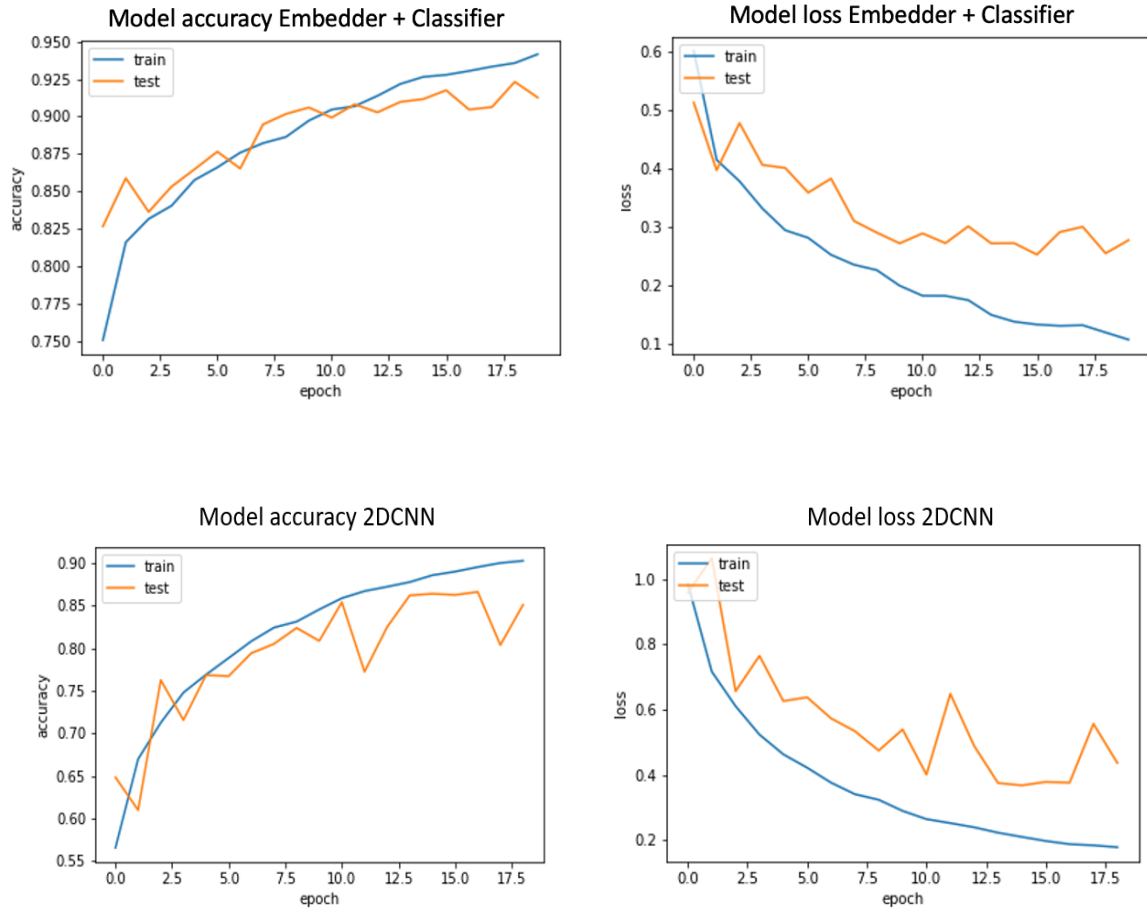 Model accuracy Embedder + Classifier
0.950
0.925
0.900
0.875
0.850
0.825
0.800
0.775
0.750
accuracy
train
test
0.0 2.5 5.0 7.5 10.0 12.5 15.0 17.5
epoch
Model loss Embedder + Classifier
0.6
0.5
0.4
0.3
0.2
0.1
loss
train
test
0.0 2.5 5.0 7.5 10.0 12.5 15.0 17.5
epoch
Model accuracy 2DCNN
0.90
0.85
0.80
0.75
0.70
0.65
0.60
0.55
accuracy
train
test
0.0 2.5 5.0 7.5 10.0 12.5 15.0 17.5
epoch
Model loss 2DCNN
1.0
0.8
0.6
0.4
0.2
loss
train
test
0.0 2.5 5.0 7.5 10.0 12.5 15.0 17.5
epoch